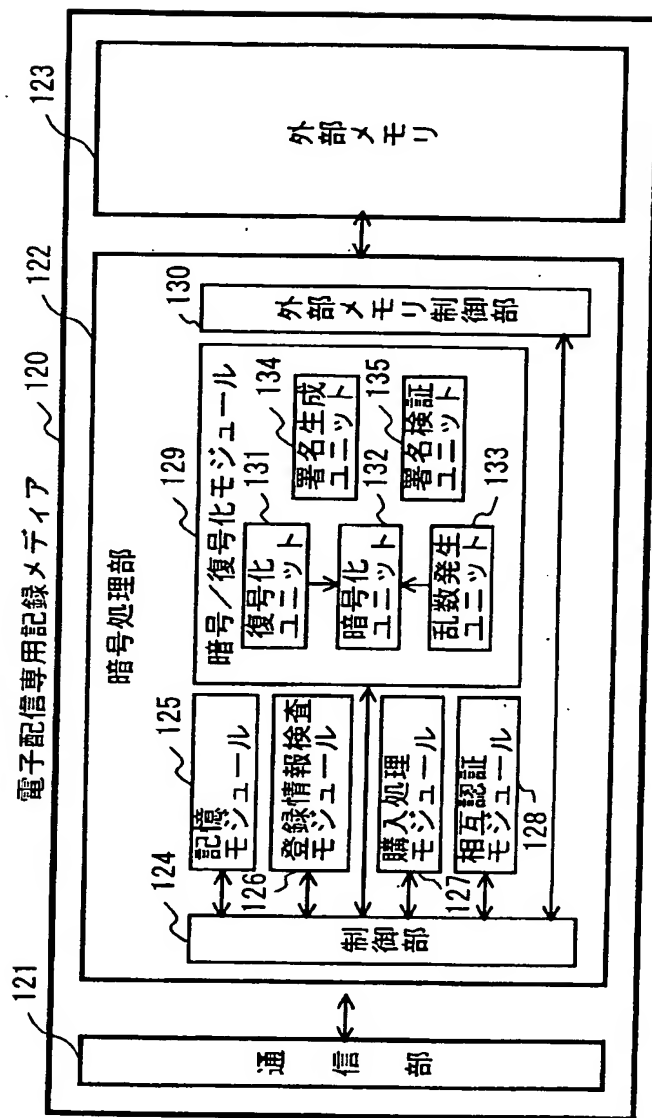 電子配信専用記録メディア
120
121
122
123
通信部
暗号処理部
124
制御部
125
記憶
モジュール
126
登録情報検査
モジュール
127
購入処理
モジュール
128
相互認証
モジュール
129
暗号／復号化モジュール
131
復号化
ユニット
132
暗号化
ユニット
133
乱数発生
ユニット
134
署名生成
ユニット
135
署名検証
ユニット
130
外部メモリ制御部
外部メモリ